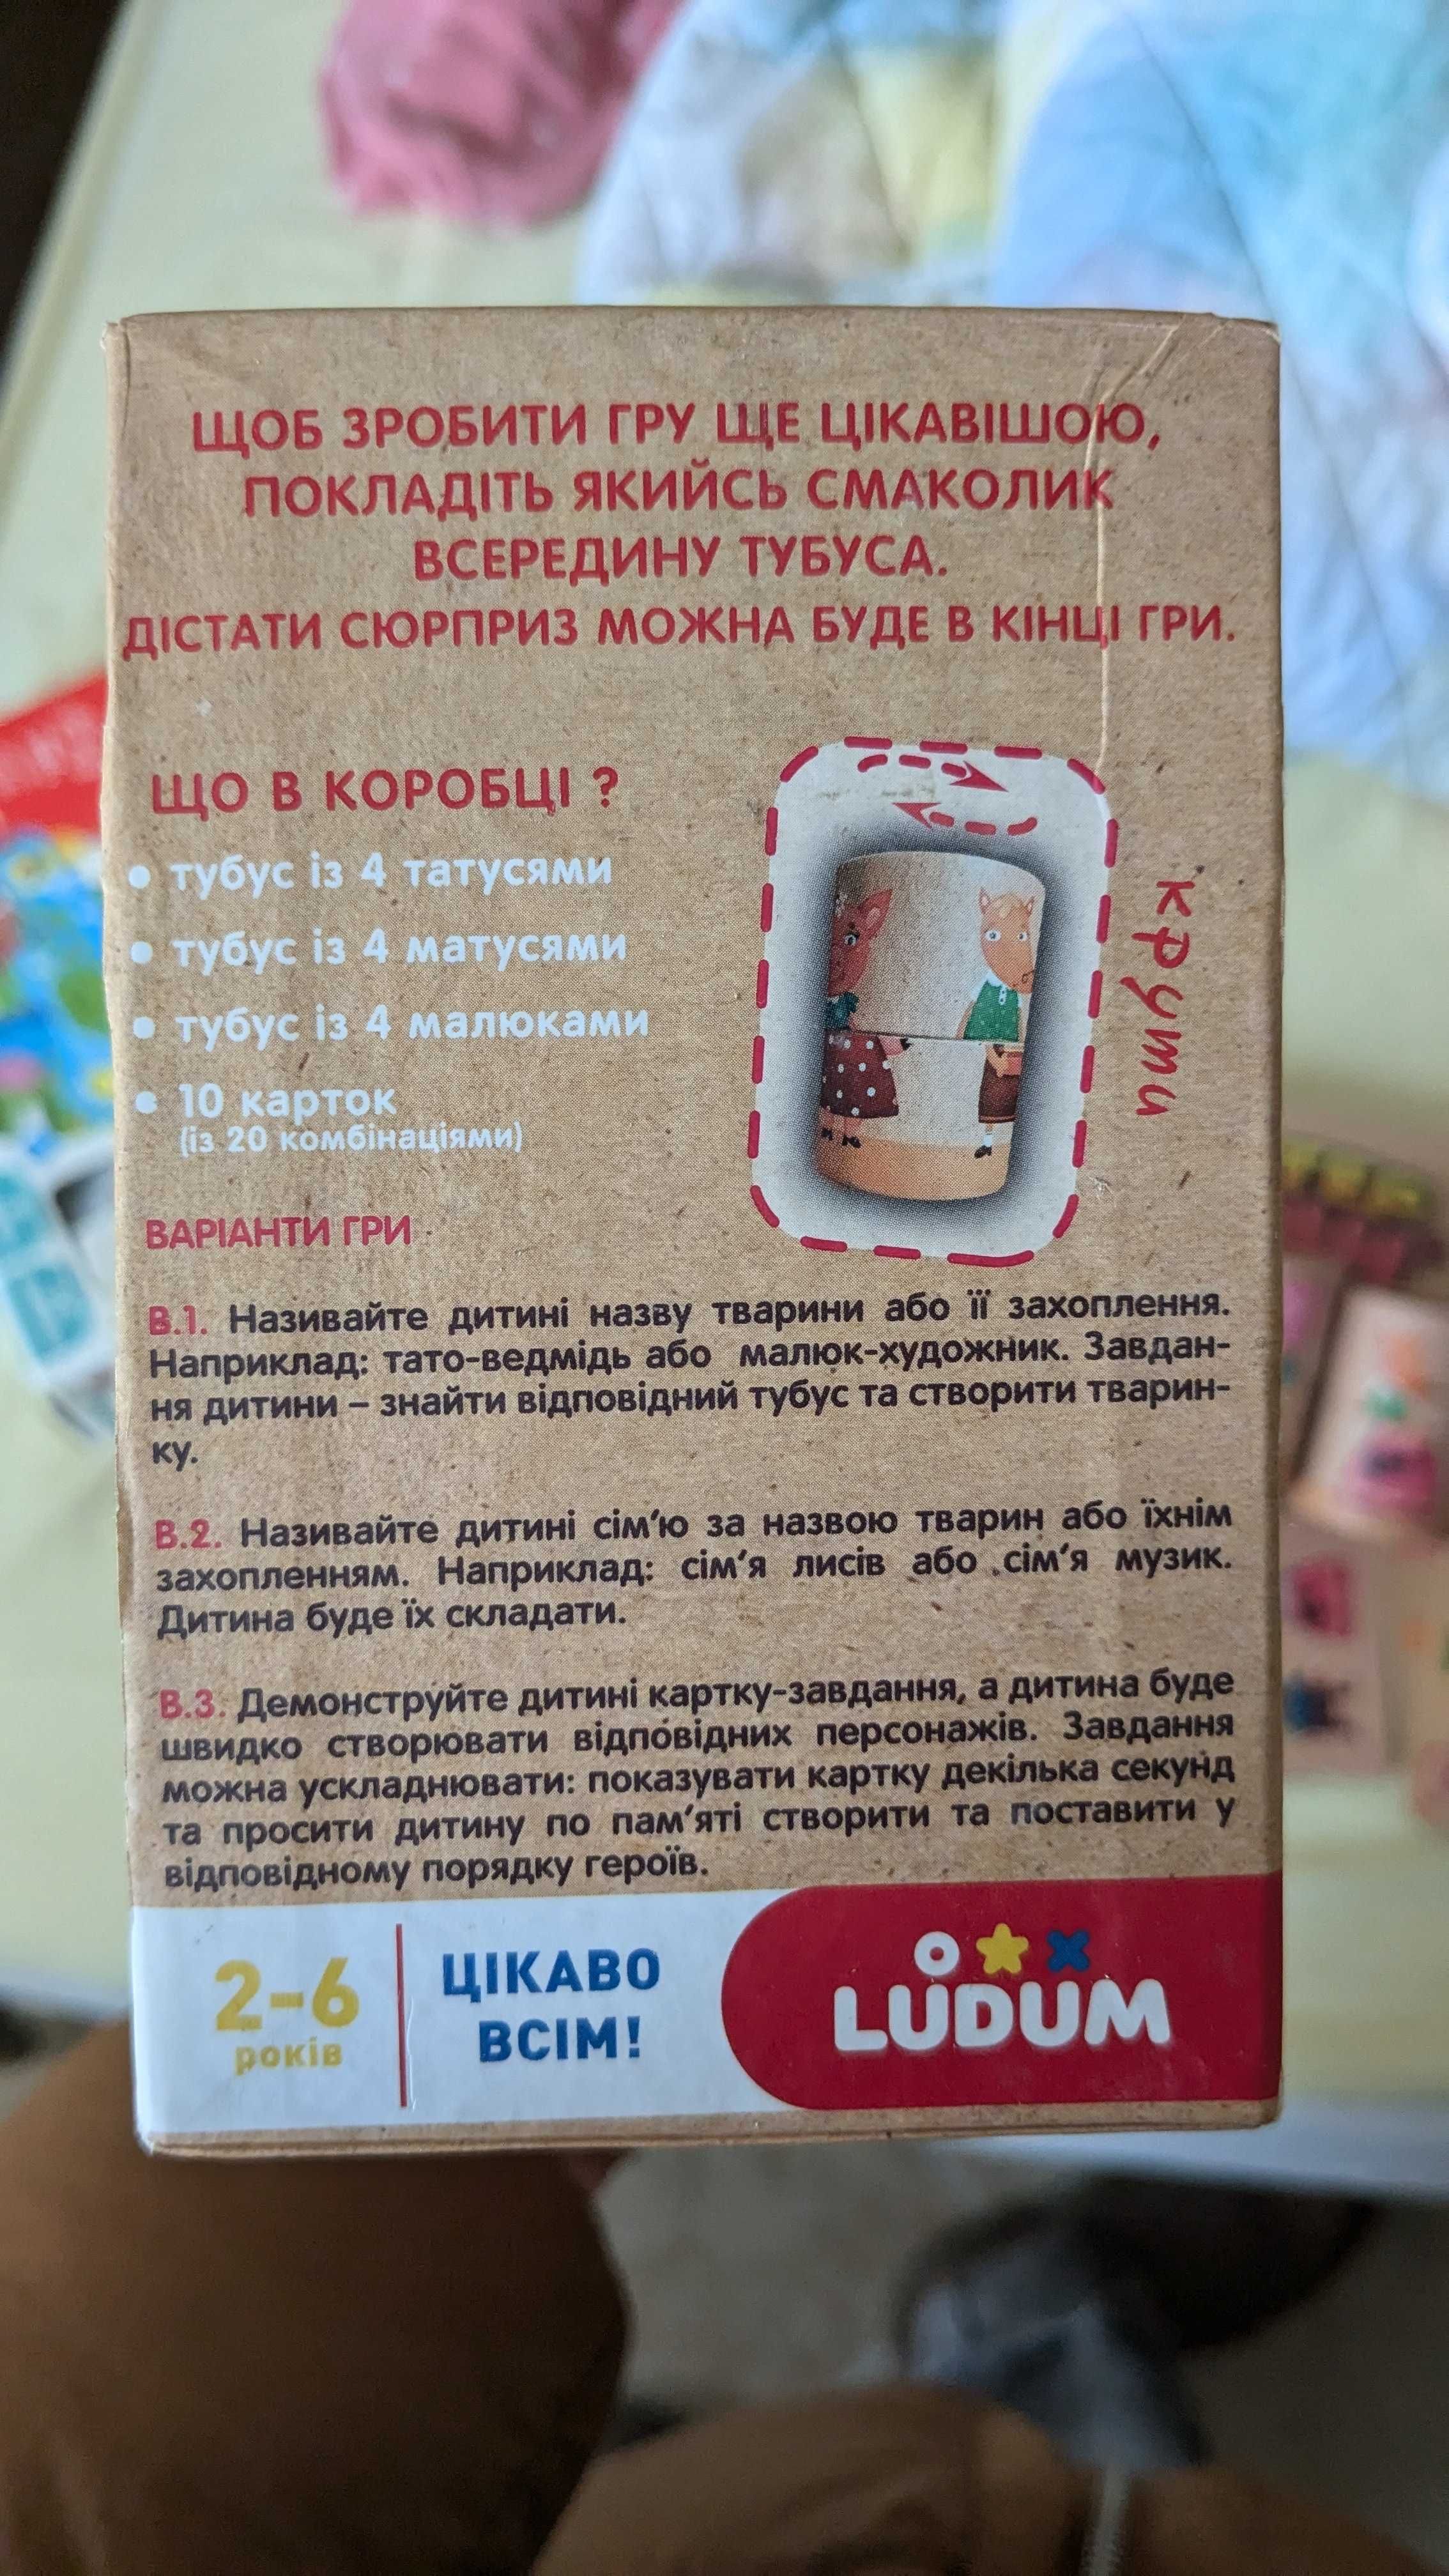 ЩОБ ЗРОБИТИ ГРУ ЩЕ ЦІКАВІШОЮ,
ПОКЛАДІТЬ ЯКИЙСЬ СМАКОЛИК
ВСЕРЕДИНУ ТУБУСА.
ДІСТАТИ СЮРПРИЗ МОЖНА БУДЕ В КІНЦІ ГРИ.
ЩО В КОРОБЦІ ?
• тубус із 4 татусями
• тубус із 4 матусями
• тубус із 4 малюками
• 10 карток
(із 20 комбінаціями)
крути
ВАРІАНТИ ГРИ
В.1. Називайте дитині назву тварини або її захоплення.
Наприклад: тато-ведмідь або малюк-художник. Завдан-
ня дитини – знайти відповідний тубус та створити тварин-
ку.
В.2. Називайте дитині сім’ю за назвою тварин або їхнім
захопленням. Наприклад: сім’я лисів або сім’я музик.
Дитина буде їх складати.
В.3. Демонструйте дитині картку-завдання, а дитина буде
швидко створювати відповідних персонажів. Завдання
можна ускладнювати: показувати картку декілька секунд
та просити дитину по пам’яті створити та поставити у
відповідному порядку героїв.
2-6
років
ЦІКАВО
ВСІМ!
LUDUM